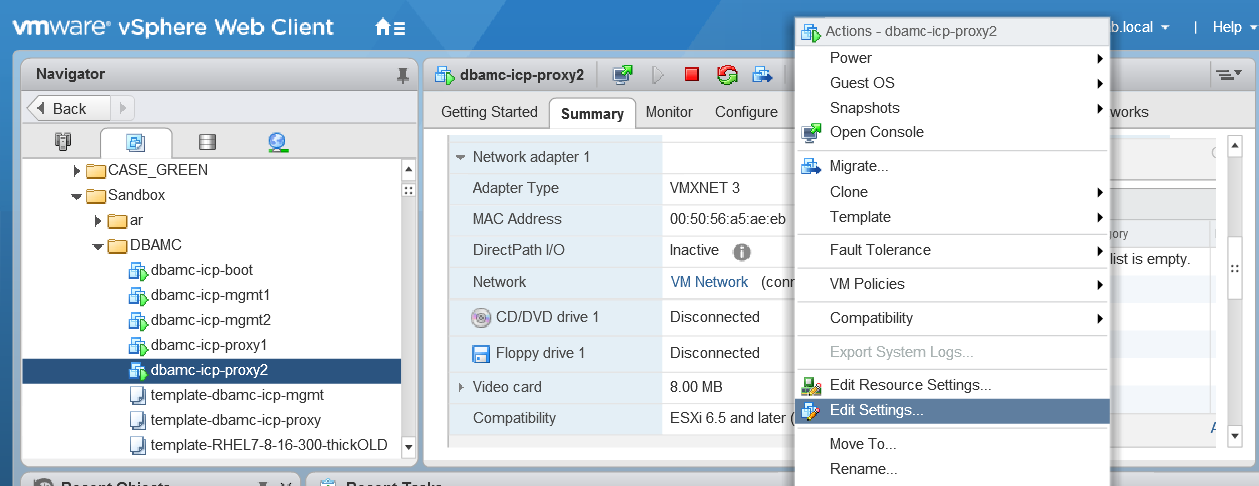 vmware® vSphere Web Client
b.local
| Help
Navigator
Back
CASE_GREEN
Sandbox
ar
DBAMC
dbamc-icp-boot
dbamc-icp-mgmt1
dbamc-icp-mgmt2
dbamc-icp-proxy1
dbamc-icp-proxy2
template-dbamc-icp-mgmt
template-dbamc-icp-proxy
template-RHEL7-8-16-300-thickOLD
dbamc-icp-proxy2
Getting Started Summary Monitor Configure works
Network adapter 1
Adapter Type VMXNET 3
MAC Address 00:50:56:a5:ae:eb
DirectPath I/O Inactive
Network VM Network (conn
CD/DVD drive 1 Disconnected
Floppy drive 1 Disconnected
Video card 8.00 MB
Compatibility ESXi 6.5 and later (
gory
list is empty.
Actions - dbamc-icp-proxy2
Power
Guest OS
Snapshots
Open Console
Migrate...
Clone
Template
Fault Tolerance
VM Policies
Compatibility
Export System Logs...
Edit Resource Settings...
Edit Settings...
Move To...
Rename...
Recent Objects
Recent Tasks